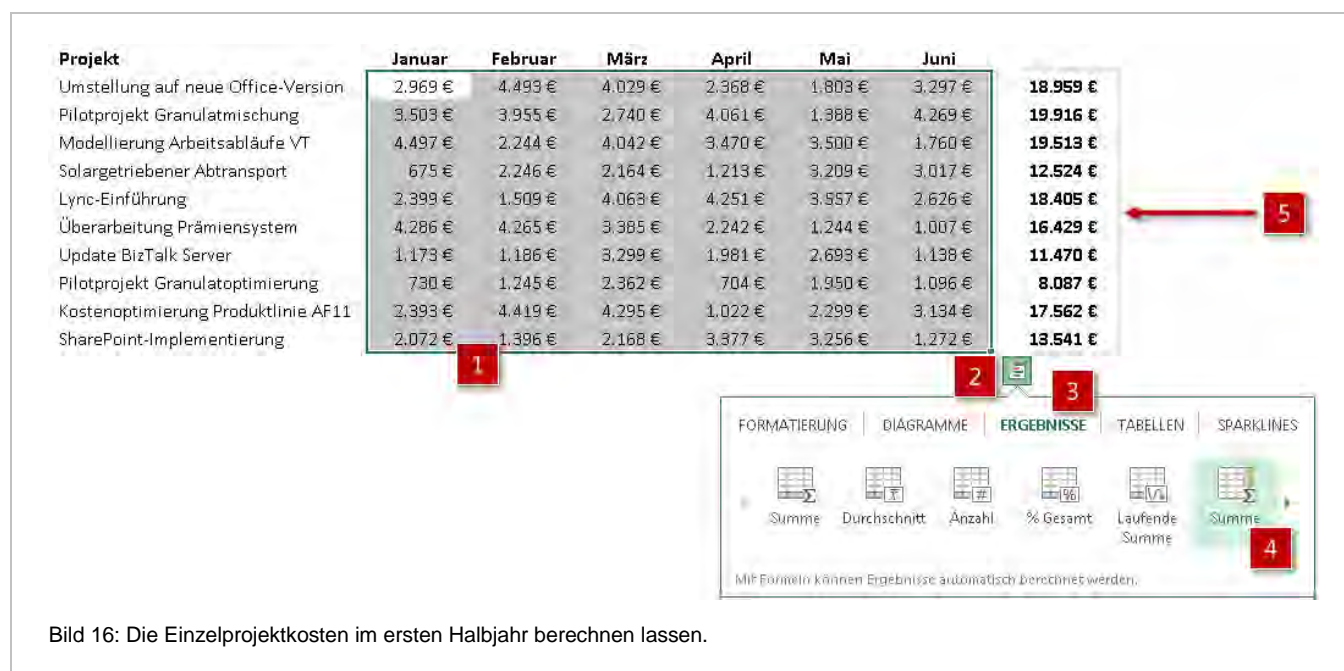 Projekt Januar Februar März April Mai Juni
Umstellung auf neue Office-Version 2.969 € 4.493 € 4.029 € 2.368 € 1.803 € 3.297 € 18.959 €
Pilotprojekt Granulatmischung 3.503 € 3.955 € 2.740 € 4.061 € 1.388 € 4.269 € 19.916 €
Modellierung Arbeitsabläufe VT 4.497 € 2.244 € 4.042 € 3.470 € 3.500 € 1.760 € 19.513 €
Solargetriebener Abtransport 675 € 2.246 € 2.164 € 1.213 € 3.209 € 3.017 € 12.524 €
Lync-Einführung 2.399 € 1.509 € 4.063 € 4.251 € 3.557 € 2.626 € 18.405 €
5
Überarbeitung Prämiensystem 4.286 € 4.265 € 3.385 € 2.242 € 1.244 € 1.007 € 16.429 €
Update BizTalk Server 1.173 € 1.186 € 3.299 € 1.981 € 2.693 € 1.138 € 11.470 €
Pilotprojekt Granulatoptimierung 730 € 1.245 € 2.362 € 704 € 1.950 € 1.096 € 8.087 €
Kostenoptimierung Produktlinie AF11 2.393 € 4.419 € 4.295 € 1.022 € 2.299 € 3.134 € 17.562 €
SharePoint-Implementierung 2.072 € 1.396 € 2.168 € 3.377 € 3.256 € 1.272 € 13.541 €
1
2
3
FORMATIERUNG DIAGRAMME ERGEBNISSE TABELLEN SPARKLINES
Summe Durchschnitt Anzahl % Gesamt Laufende Summe
Summe
4
Mit Formeln können Ergebnisse automatisch berechnet werden.
Bild 16: Die Einzelprojektkosten im ersten Halbjahr berechnen lassen.